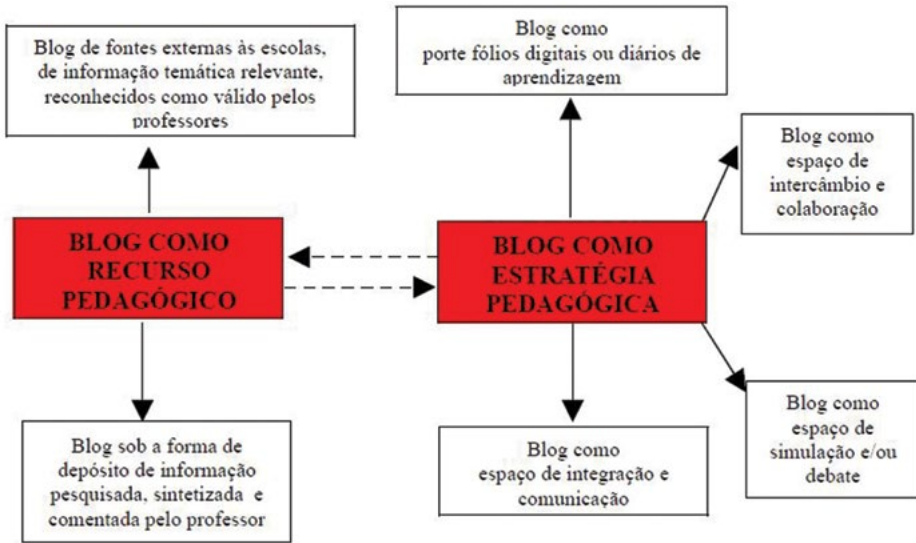 Blog de fontes externas às escolas,
de informação temática relevante,
reconhecidos como válido pelos
professores
Blog como
porte fólios digitais ou diários de
aprendizagem
Blog como
espaço de
intercâmbio e
colaboração
BLOG COMO
RECURSO
PEDAGÓGICO
BLOG COMO
ESTRATÉGIA
PEDAGÓGICA
Blog sob a forma de
depósito de informação
pesquisada, sintetizada e
comentada pelo professor
Blog como
espaço de integração e
comunicação
Blog como
espaço de
simulação e/ou
debate